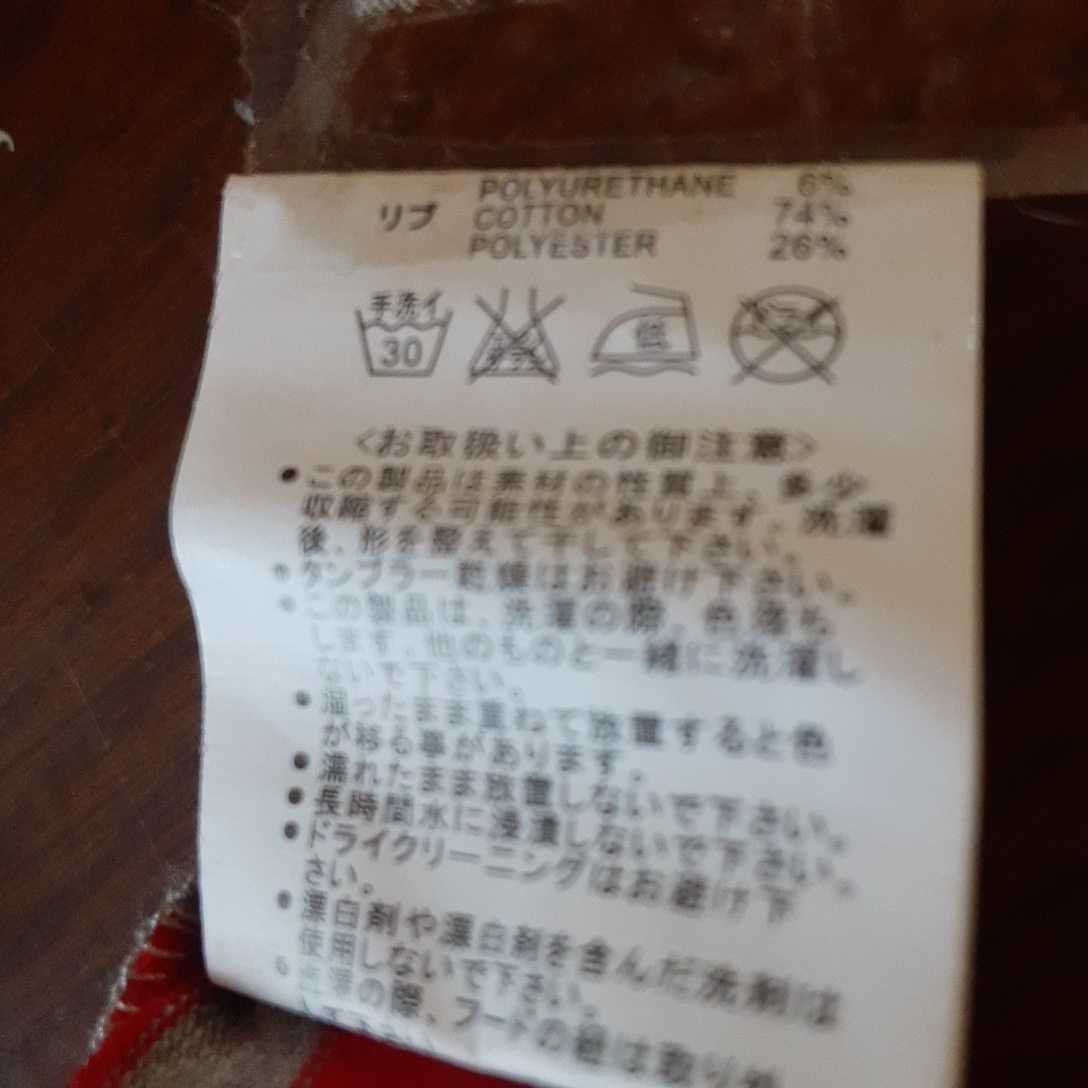 POLYURETHANE 6%
リブ COTTON 74%
POLYESTER 26%
手洗イ
30
低
<お取扱い上の御注意>
●この製品は素材の性質上、多少
収縮する可能性があります。洗濯
後、形を整えて干して下さい。
●タンブラー乾燥はお避け下さい。
●この製品は、洗濯の際、色落ち
します。他のものと一緒に洗濯し
ないで下さい。
●湿ったまま重ねて放置すると色
が移る事があります。
●濡れたまま放置しないで下さい。
●長時間水に浸漬しないで下さい。
●ドライクリーニングはお避け下
さい。
●漂白剤や漂白剤を含んだ洗剤は
使用しないで下さい。
の際、フードの紐は取り外